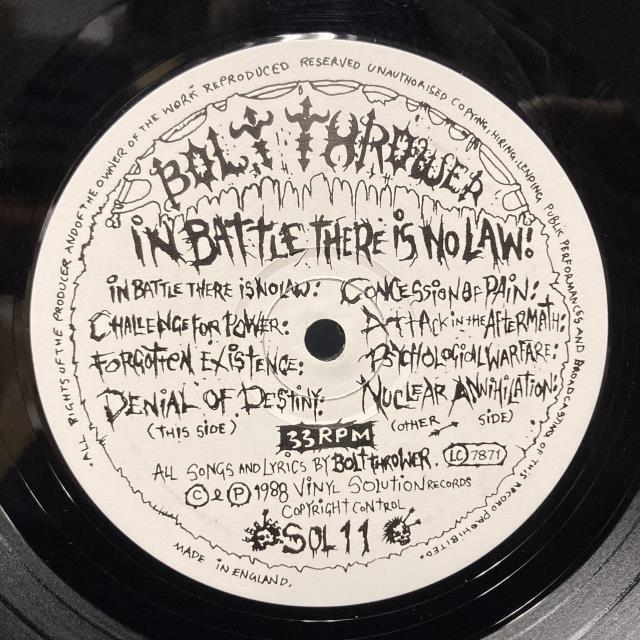 ALL RIGHTS OF THE PRODUCER AND OF THE OWNER OF THE WORK REPRODUCED RESERVED UNAUTHORISED COPYING, HIRING, LENDING, PUBLIC PERFORMANCES AND BROADCASTING OF THIS RECORD PROHIBITED.
BOLT THROWER
iN BATTLE THERE iS NO LAW!
iN BATTLE THERE iS NO LAW:
CHALLENGE FOR POWER:
FORGOTTEN EXISTENCE:
DENIAL OF DESTINY:
(THIS SIDE)
CONCESSION OF PAIN:
ATTACK iN THE AFTERMATH:
PSYCHOLOGICAL WARFARE:
NUCLEAR ANNIHILATION:
(OTHER SIDE)
33 RPM
ALL SONGS AND LYRICS BY BOLT THROWER.
LC 7871
© & ℗ 1988 ViNYL SOLUTiON RECORDS
COPYRIGHT CONTROL
SOL 11
MADE iN ENGLAND.